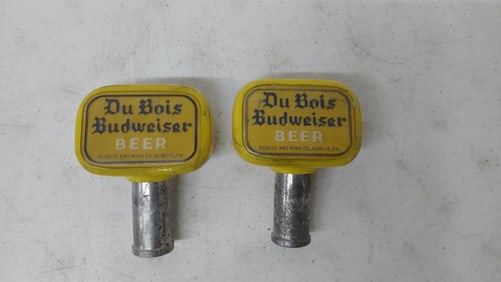 Du Bois
Budweiser
BEER
DUBOIS BREWING CO., DUBOIS, PA.
Du Bois
Budweiser
BEER
DUBOIS BREWING CO., DUBOIS, PA.